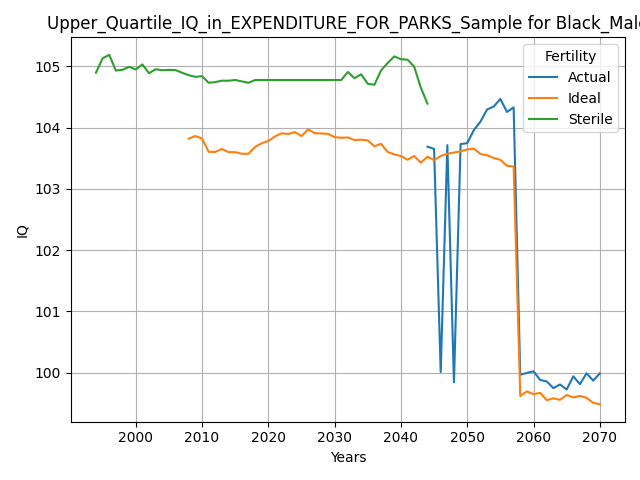 Upper_Quartile_IQ_in_EXPENDITURE_FOR_PARKS_Sample for Black_Male
Fertility
Actual
Ideal
Sterile
105
104
103
102
101
100
IQ
2000 2010 2020 2030 2040 2050 2060 2070
Years